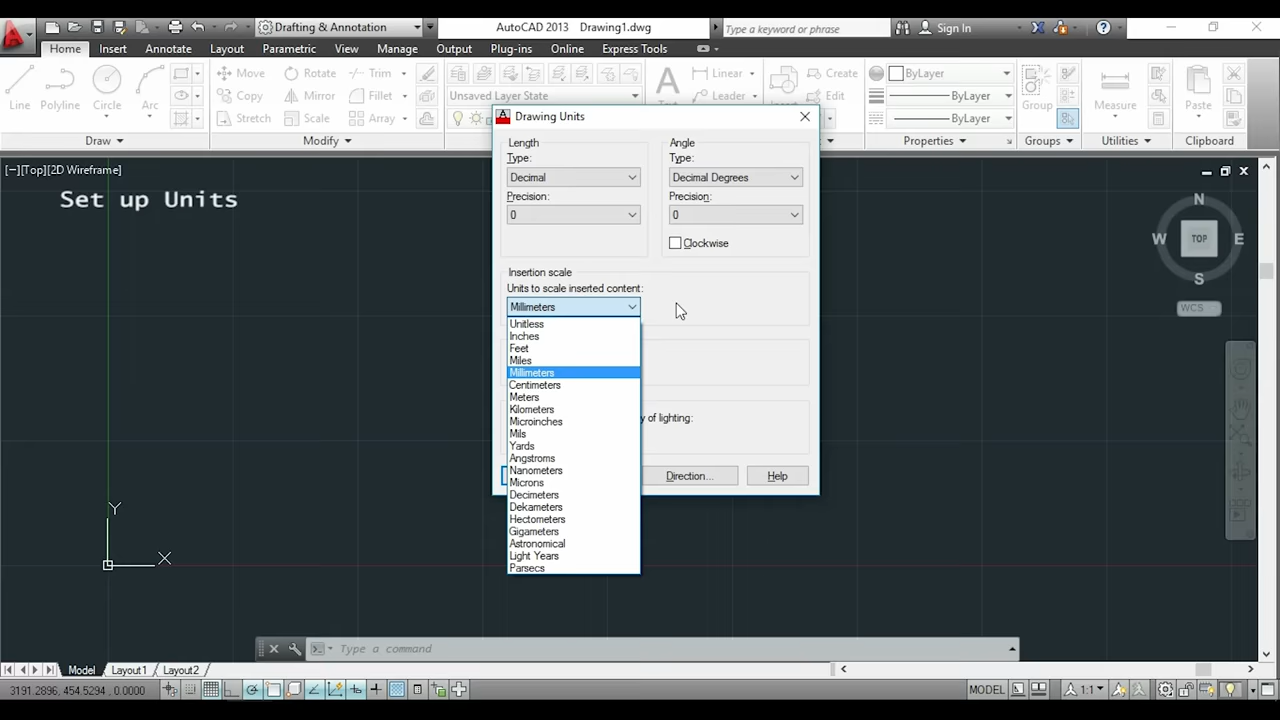 Drafting & Annotation
AutoCAD 2013 Drawing1.dwg
Type a keyword or phrase
Sign In
Home Insert Annotate Layout Parametric View Manage Output Plug-ins Online Express Tools
Line Polyline Circle Arc
Move Rotate Trim
Copy Mirror Fillet
Stretch Scale Array
Unsaved Layer State
Linear
Leader
Create
Edit
ByLayer
ByLayer
ByLayer
Group
Measure
Paste
Draw Modify Properties Groups Utilities Clipboard
[−][Top][2D Wireframe]
Set up Units
Drawing Units
Length
Type:
Decimal
Precision:
0
Angle
Type:
Decimal Degrees
Precision:
0
Clockwise
Insertion scale
Units to scale inserted content:
Millimeters
Unitless
Inches
Feet
Miles
Millimeters
Centimeters
Meters
Kilometers
Microinches
Mils
Yards
Angstroms
Nanometers
Microns
Decimeters
Dekameters
Hectometers
Gigameters
Astronomical
Light Years
Parsecs
y of lighting:
Direction...
Help
N
W TOP E
S
WCS
Y
X
Type a command
Model Layout1 Layout2
3191.2896, 454.5294, 0.0000
MODEL
1:1